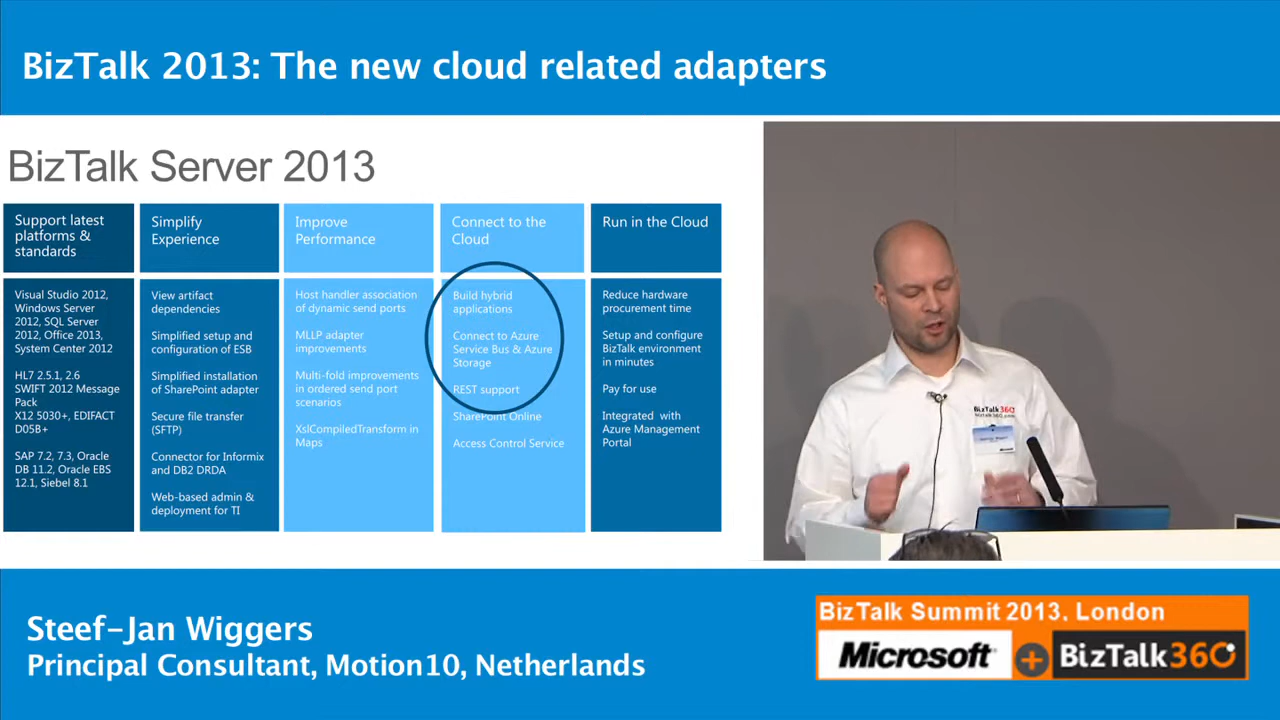 BizTalk 2013: The new cloud related adapters
BizTalk Server 2013
Support latest
platforms &
standards
Visual Studio 2012,
Windows Server
2012, SQL Server
2012, Office 2013,
System Center 2012
HL7 2.5.1, 2.6
SWIFT 2012 Message
Pack
X12 5030+, EDIFACT
D05B+
SAP 7.2, 7.3, Oracle
DB 11.2, Oracle EBS
12.1, Siebel 8.1
Simplify
Experience
View artifact
dependencies
Simplified setup and
configuration of ESB
Simplified installation
of SharePoint adapter
Secure file transfer
(SFTP)
Connector for Informix
and DB2 DRDA
Web-based admin &
deployment for TI
Improve
Performance
Host handler association
of dynamic send ports
MLLP adapter
improvements
Multi-fold improvements
in ordered send port
scenarios
XslCompiledTransform in
Maps
Connect to the
Cloud
Build hybrid
applications
Connect to Azure
Service Bus & Azure
Storage
REST support
SharePoint Online
Access Control Service
Run in the Cloud
Reduce hardware
procurement time
Setup and configure
BizTalk environment
in minutes
Pay for use
Integrated with
Azure Management
Portal
BizTalk360
Steef-Jan Wiggers
Principal Consultant, Motion10, Netherlands
BizTalk Summit 2013, London
Microsoft + BizTalk360